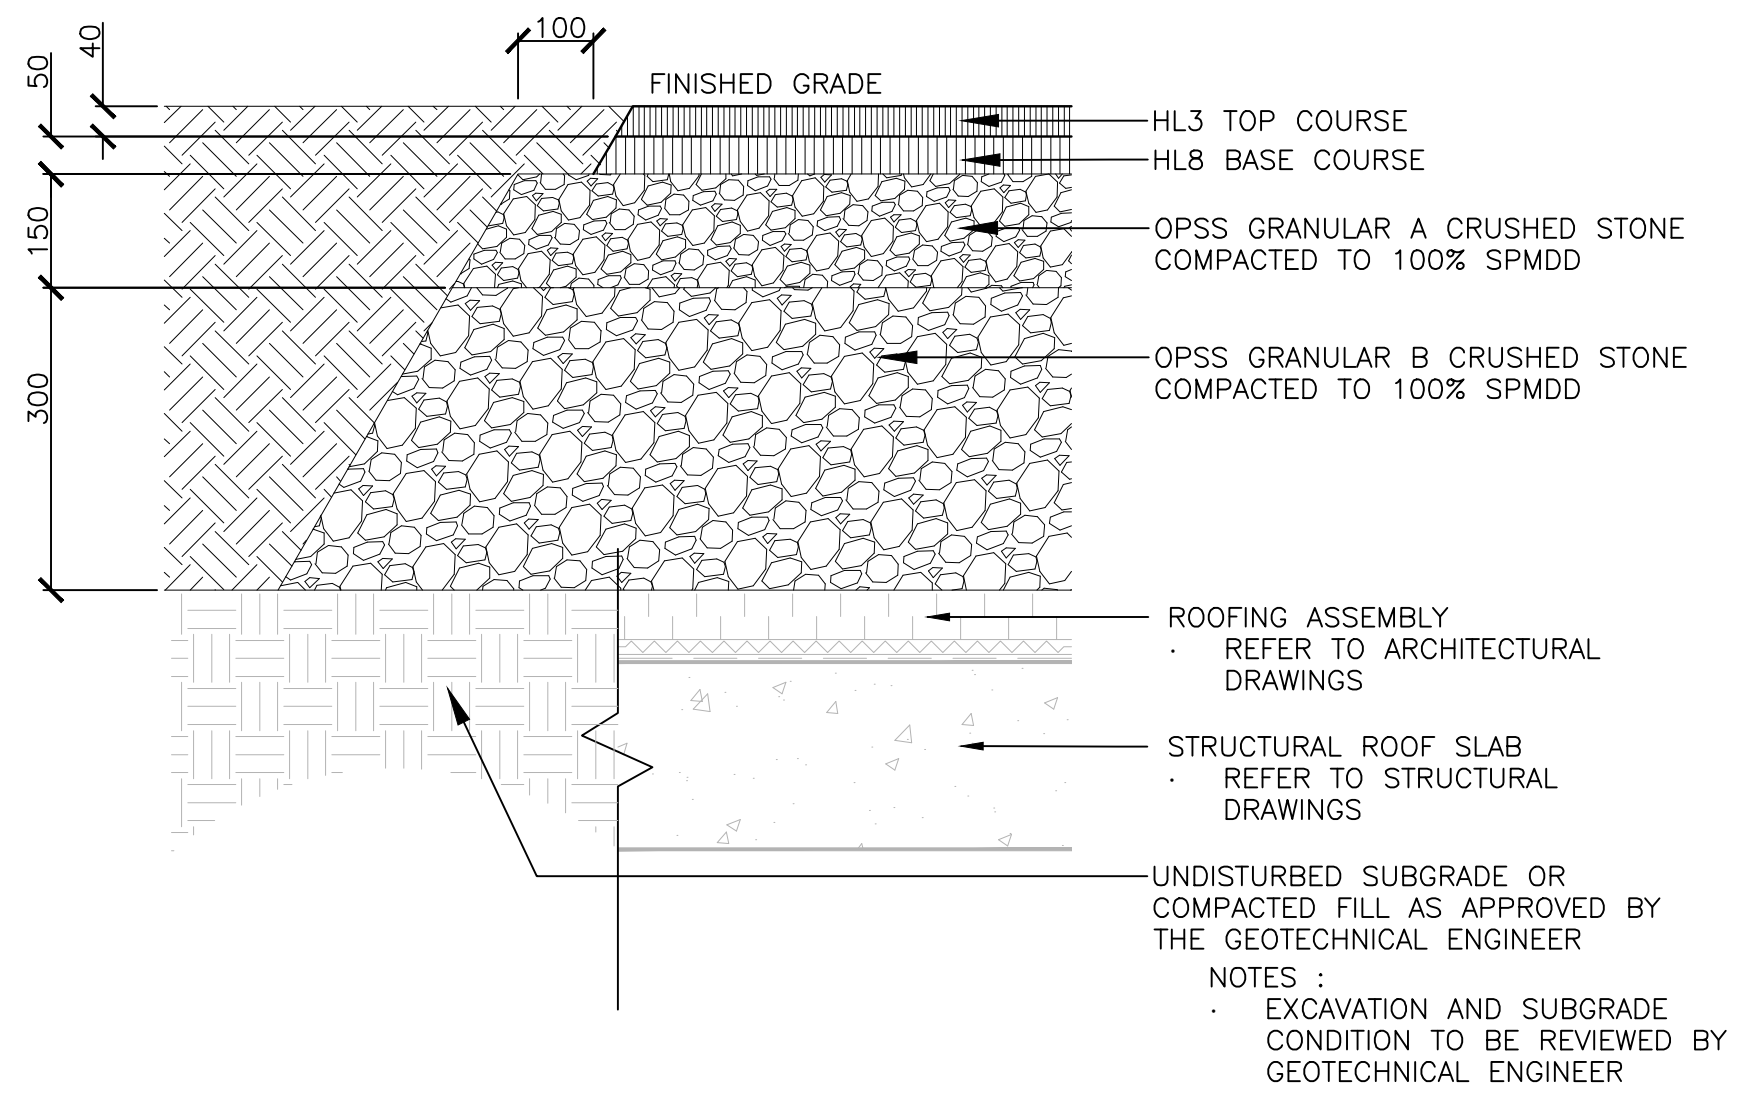 100
40
50
FINISHED GRADE
HL3 TOP COURSE
HL8 BASE COURSE
150
OPSS GRANULAR A CRUSHED STONE
COMPACTED TO 100% SPMDD
300
OPSS GRANULAR B CRUSHED STONE
COMPACTED TO 100% SPMDD
ROOFING ASSEMBLY
· REFER TO ARCHITECTURAL
DRAWINGS
STRUCTURAL ROOF SLAB
· REFER TO STRUCTURAL
DRAWINGS
UNDISTURBED SUBGRADE OR
COMPACTED FILL AS APPROVED BY
THE GEOTECHNICAL ENGINEER
NOTES :
· EXCAVATION AND SUBGRADE
CONDITION TO BE REVIEWED BY
GEOTECHNICAL ENGINEER